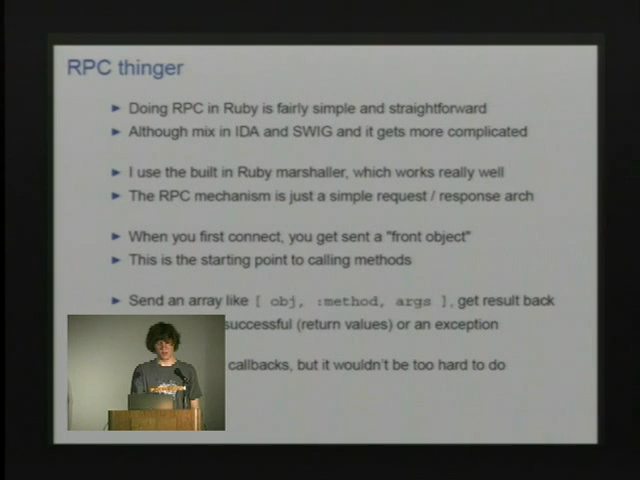 RPC thinger
Doing RPC in Ruby is fairly simple and straightforward
Although mix in IDA and SWIG and it gets more complicated
I use the built in Ruby marshaller, which works really well
The RPC mechanism is just a simple request / response arch
When you first connect, you get sent a "front object"
This is the starting point to calling methods
Send an array like [ obj, :method, args ], get result back
successful (return values) or an exception
callbacks, but it wouldn't be too hard to do